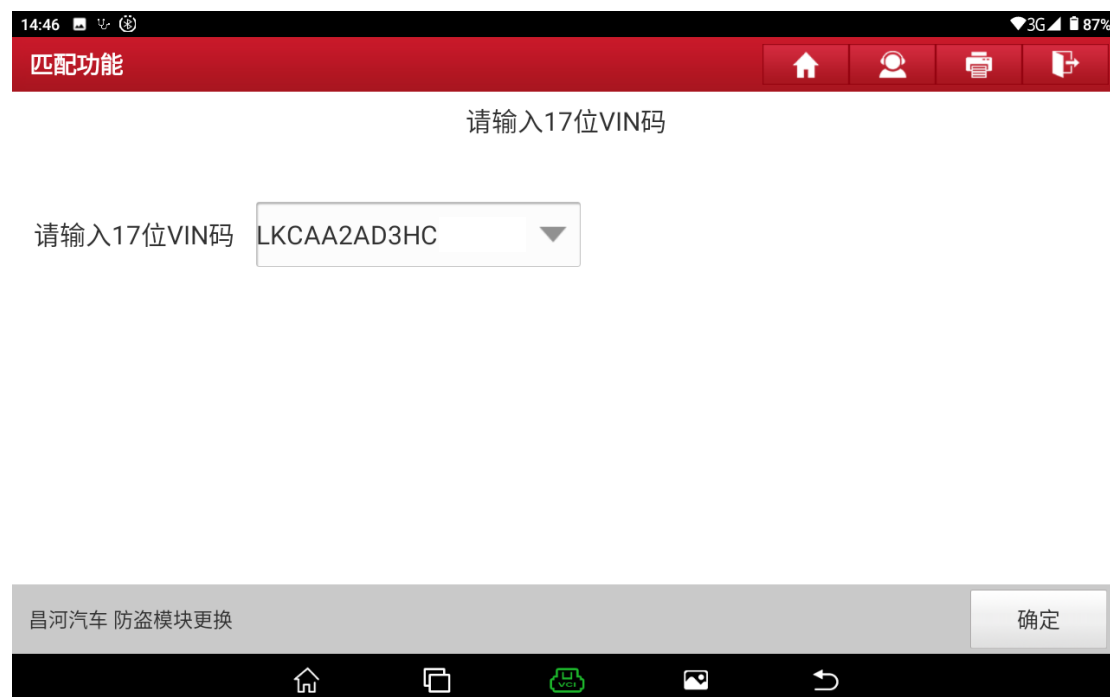 14:46 3G 87%
匹配功能
请输入17位VIN码
请输入17位VIN码 LKCAA2AD3HC
昌河汽车 防盗模块更换 确定
VCI